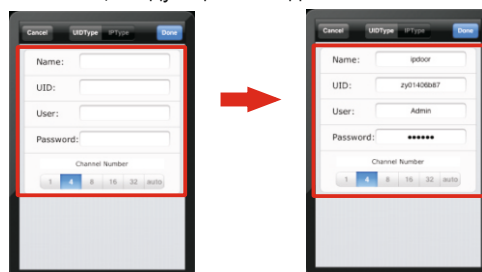 Cancel UIDType IPType Done
Name:
UID:
User:
Password:
Channel Number
1 4 8 16 32 auto
Cancel UIDType IPType Done
Name: ipdoor
UID: zy01406b87
User: Admin
Password: ••••••
Channel Number
1 4 8 16 32 auto